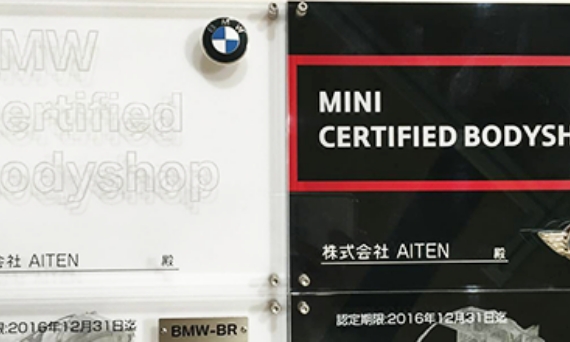 BMW
MW
ertified
odyshop
会社 AITEN 殿
限:2016年12月31日迄
BMW-BR
MINI
CERTIFIED BODYSH
株式会社 AITEN 殿
認定期限:2016年12月31日迄